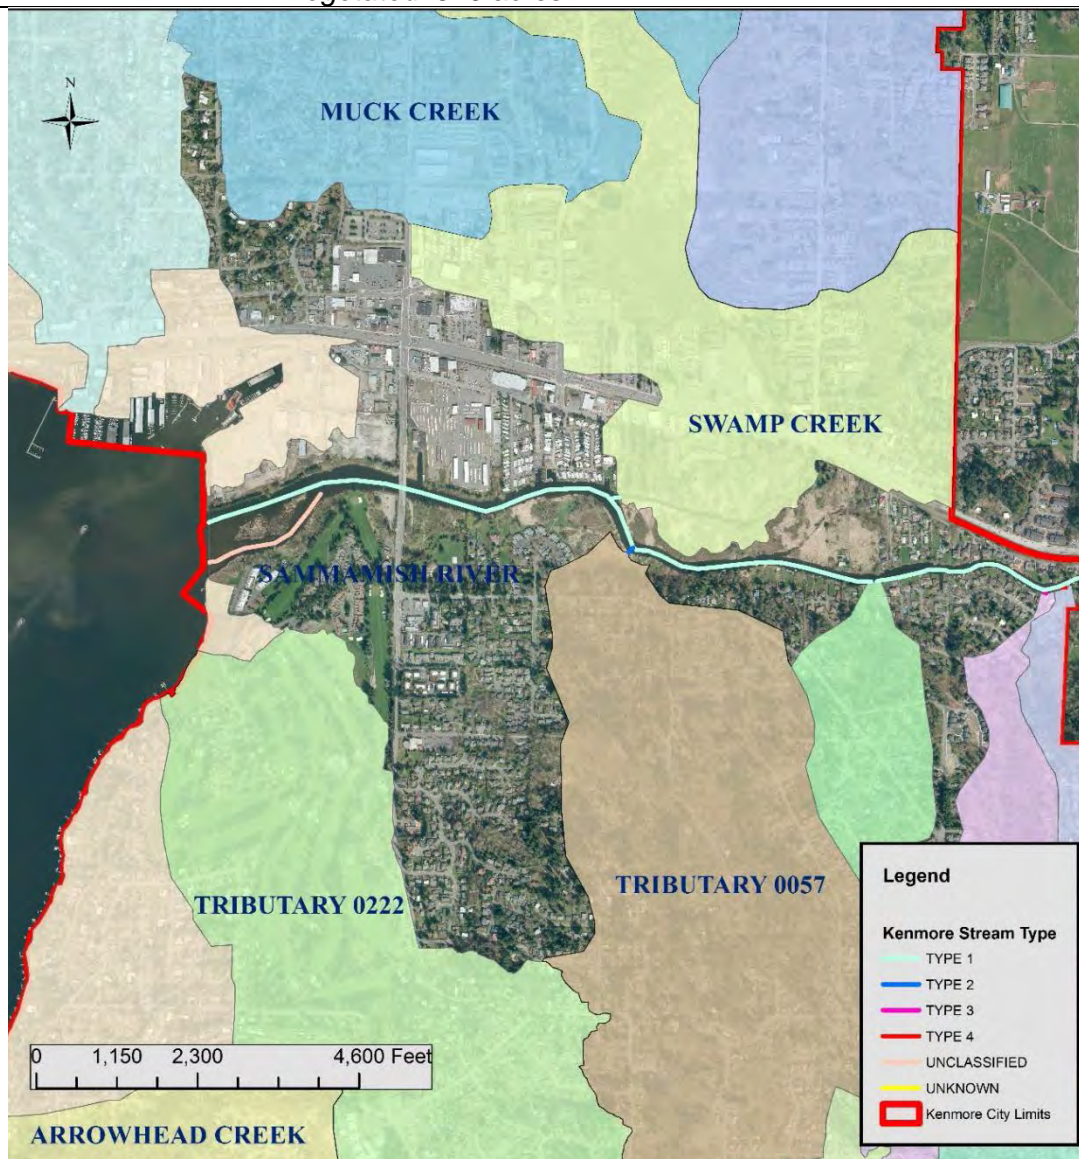 N
MUCK CREEK
SWAMP CREEK
SAMMAMISH RIVER
TRIBUTARY 0057
TRIBUTARY 0222
ARROWHEAD CREEK
0 1,150 2,300 4,600 Feet
Legend
Kenmore Stream Type
TYPE 1
TYPE 2
TYPE 3
TYPE 4
UNCLASSIFIED
UNKNOWN
Kenmore City Limits